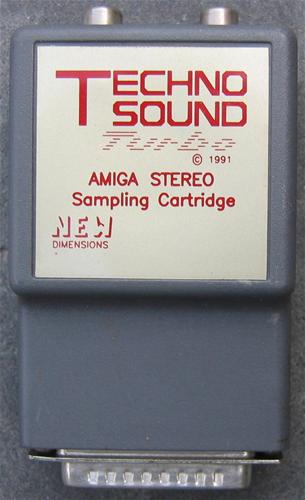 TECHNO
SOUND
Turbo
© 1991
AMIGA STEREO
Sampling Cartridge
NEW
DIMENSIONS